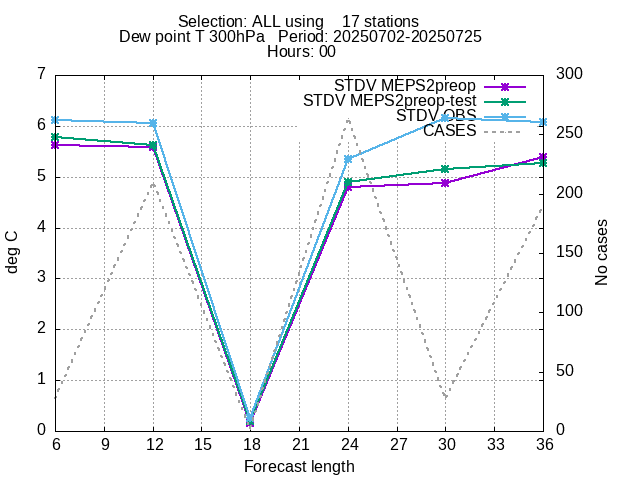 Selection: ALL using    17 stations
Dew point T 300hPa   Period: 20250702-20250725
Hours: 00
STDV MEPS2preop
STDV MEPS2preop-test
STDV OBS
CASES
deg C
No cases
7
6
5
4
3
2
1
0
300
250
200
150
100
50
0
6 9 12 15 18 21 24 27 30 33 36
Forecast length